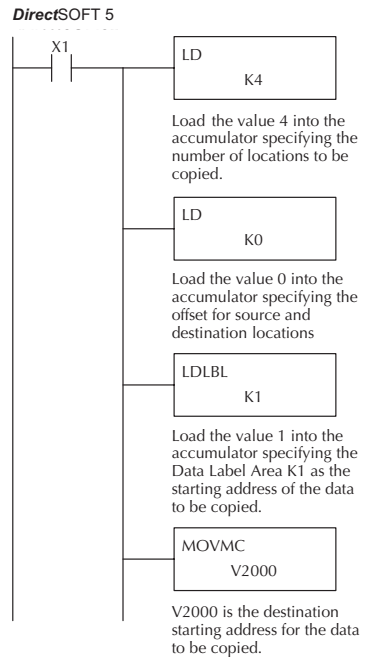 DirectSOFT 5
X1
LD
K4
Load the value 4 into the
accumulator specifying the
number of locations to be
copied.
LD
K0
Load the value 0 into the
accumulator specifying the
offset for source and
destination locations
LDLBL
K1
Load the value 1 into the
accumulator specifying the
Data Label Area K1 as the
starting address of the data
to be copied.
MOVMC
V2000
V2000 is the destination
starting address for the data
to be copied.